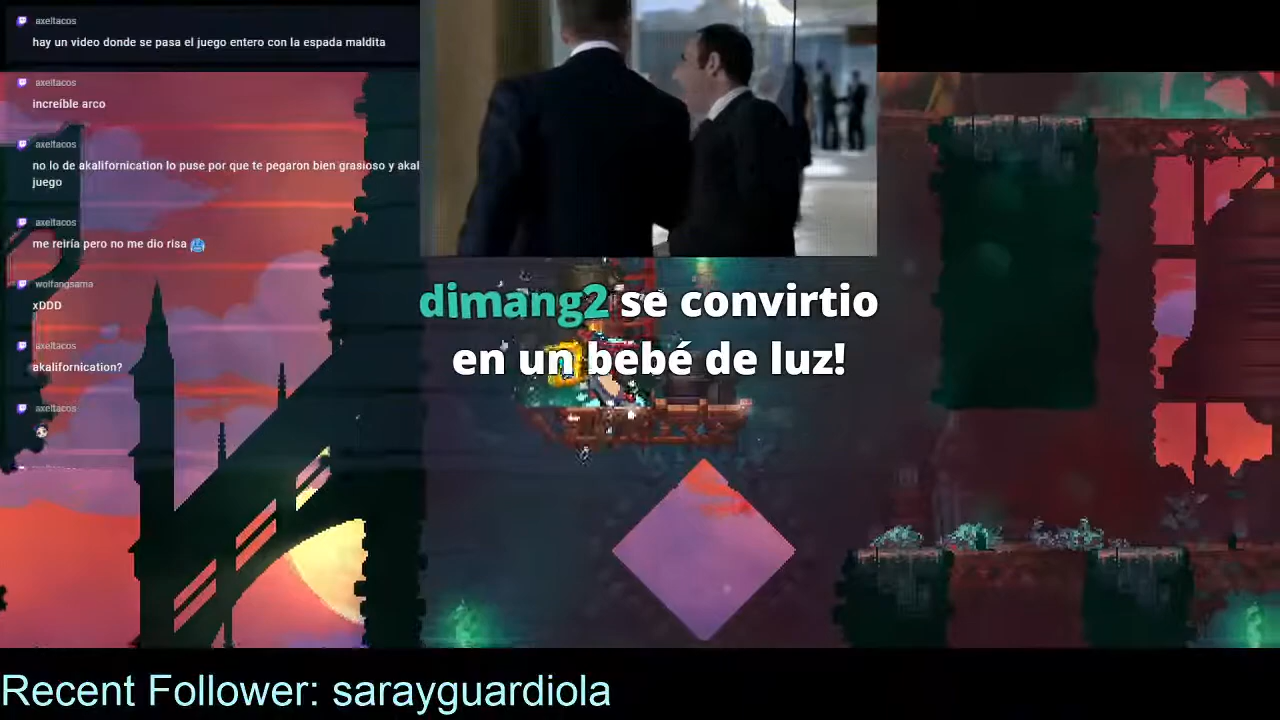 axeltacos
hay un video donde se pasa el juego entero con la espada maldita
axeltacos
increíble arco
axeltacos
no lo de akalifornication lo puse por que te pegaron bien grasioso y akal
juego
axeltacos
me reiría pero no me dio risa
wolfangsama
xDDD
axeltacos
akalifornication?
axeltacos
dimang2 se convirtio
en un bebé de luz!
Recent Follower: sarayguardiola